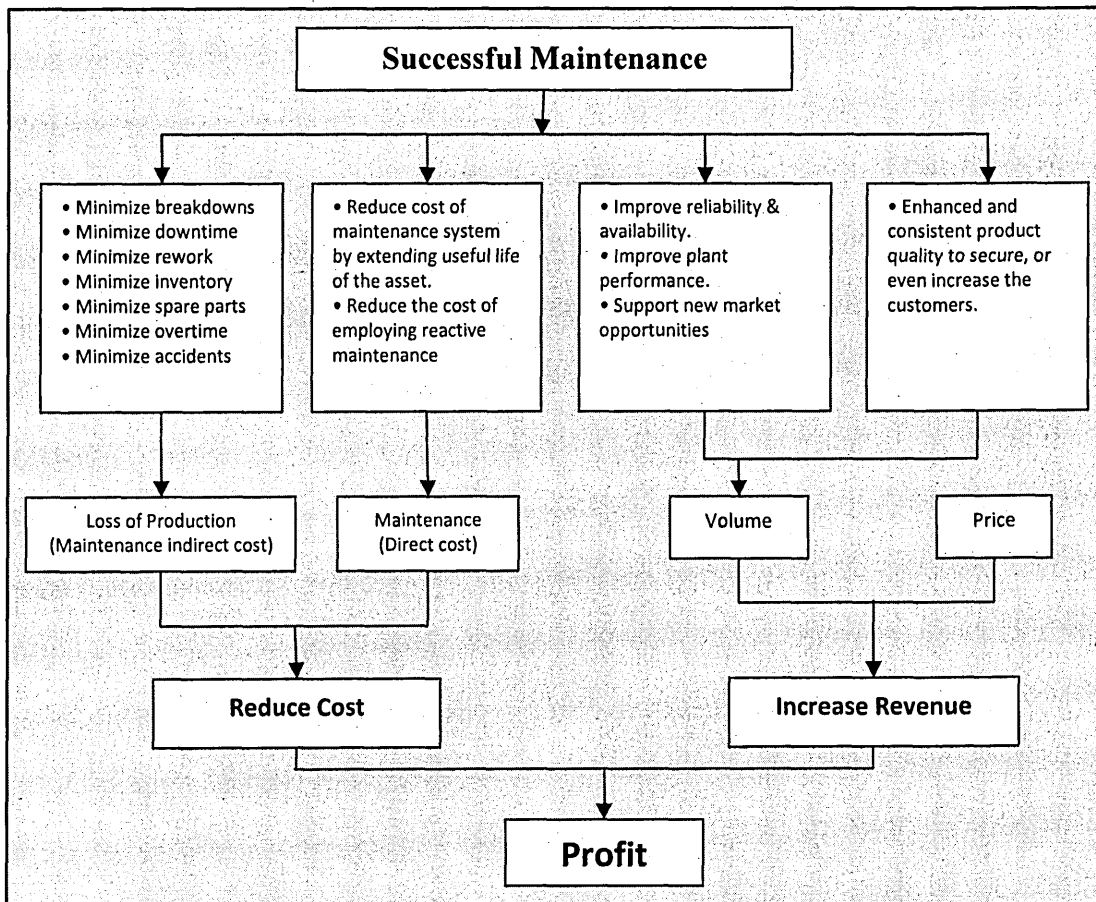 Successful Maintenance
• Minimize breakdowns
• Minimize downtime
• Minimize rework
• Minimize inventory
• Minimize spare parts
• Minimize overtime
• Minimize accidents
• Reduce cost of
maintenance system
by extending useful life
of the asset.
• Reduce the cost of
employing reactive
maintenance
• Improve reliability &
availability.
• Improve plant
performance.
• Support new market
opportunities
• Enhanced and
consistent product
quality to secure, or
even increase the
customers.
Loss of Production
(Maintenance indirect cost)
Maintenance
(Direct cost)
Volume
Price
Reduce Cost
Increase Revenue
Profit